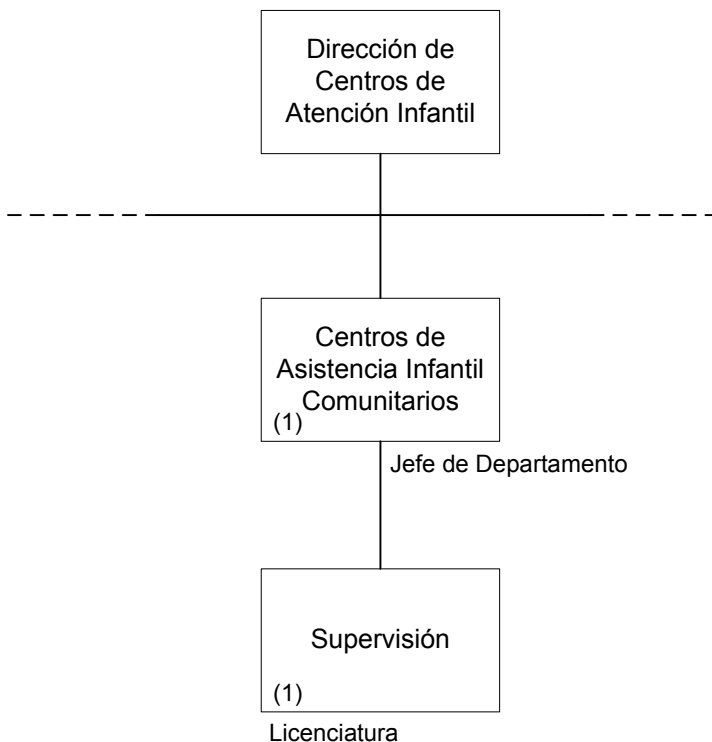 Dirección de
Centros de
Atención Infantil
Centros de
Asistencia Infantil
Comunitarios
(1)
Jefe de Departamento
Supervisión
(1)
Licenciatura